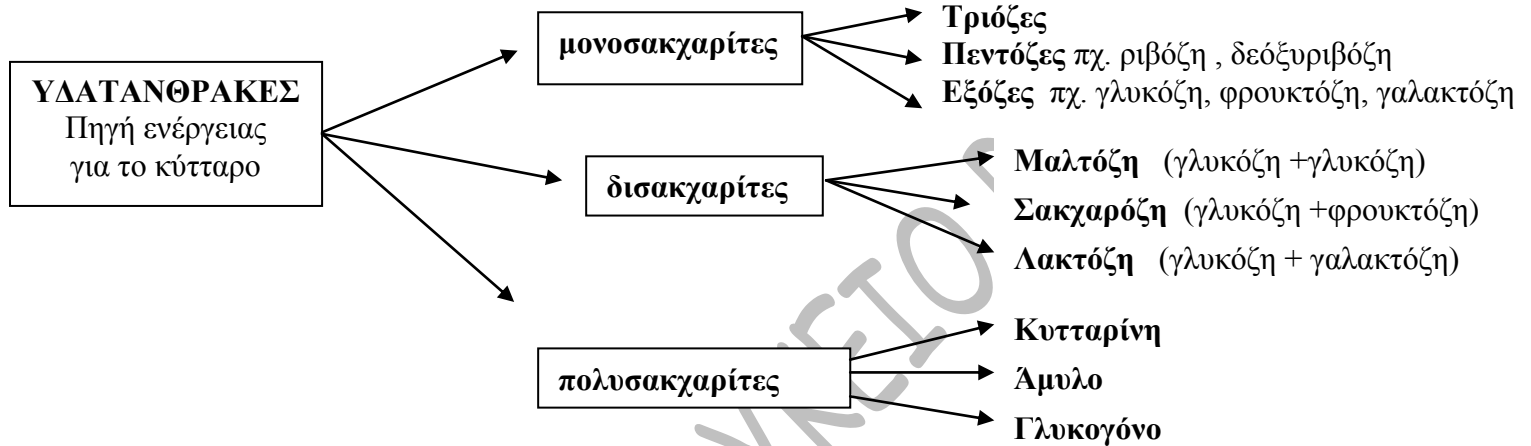 ΥΔΑΤΑΝΘΡΑΚΕΣ
Πηγή ενέργειας
για το κύτταρο
μονοσακχαρίτες
Τριόζες
Πεντόζες πχ. ριβόζη , δεόξυριβόζη
Εξόζες πχ. γλυκόζη, φρουκτόζη, γαλακτόζη
δισακχαρίτες
Μαλτόζη (γλυκόζη +γλυκόζη)
Σακχαρόζη (γλυκόζη +φρουκτόζη)
Λακτόζη (γλυκόζη + γαλακτόζη)
πολυσακχαρίτες
Κυτταρίνη
Άμυλο
Γλυκογόνο